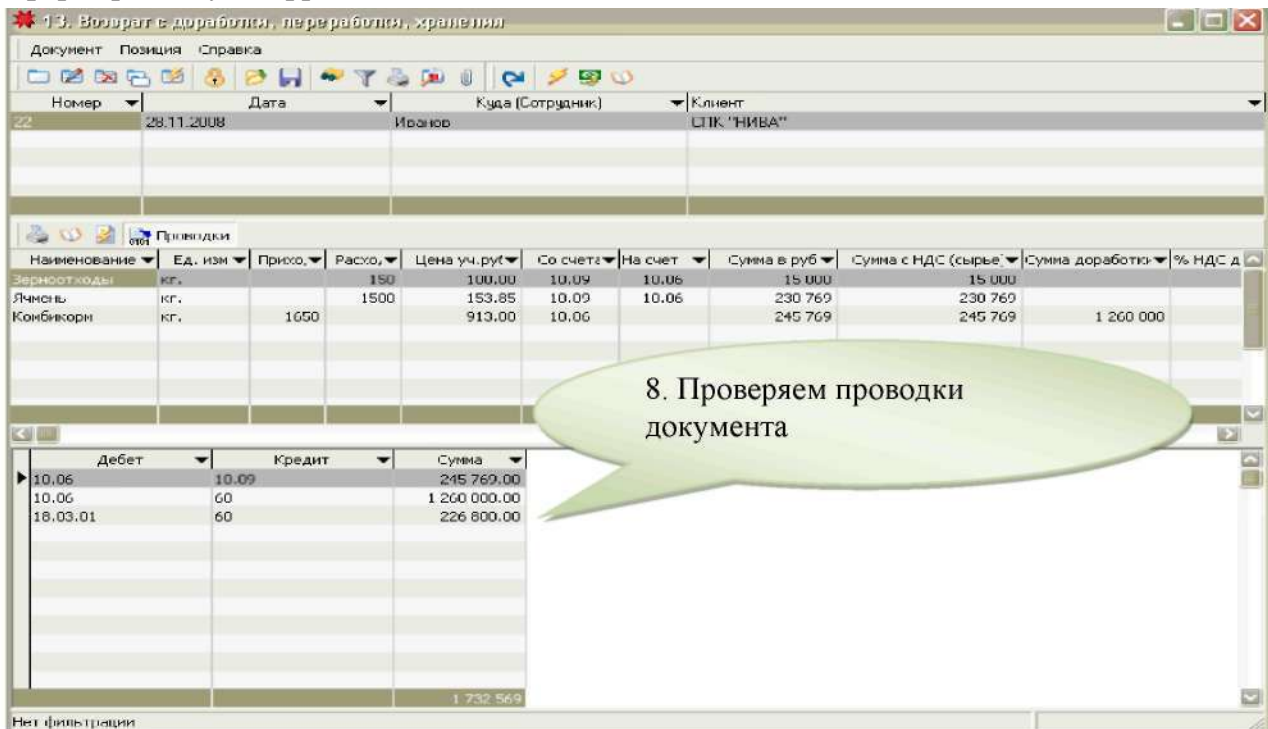 13. Возврат с доработки, переработки, хранения
Документ Позиция Справка
Номер Дата Куда (Сотрудник) Клиент
22 28.11.2008 Иванов СПК "НИВА"
Проводки
Наименование Ед. изм Прихо, Расхо, Цена уч.руб Со счета На счет Сумма в руб Сумма с НДС (сырье) Сумма доработки % НДС д
Зерноотходы кг. 150 100.00 10.09 10.06 15 000 15 000
Ячмень кг. 1500 153.85 10.09 10.06 230 769 230 769
Комбикорм кг. 1650 913.00 10.06 245 769 245 769 1 260 000
8. Проверяем проводки
документа
Дебет Кредит Сумма
10.06 10.09 245 769.00
10.06 60 1 260 000.00
18.03.01 60 226 800.00
1 732 569
Нет фильтрации